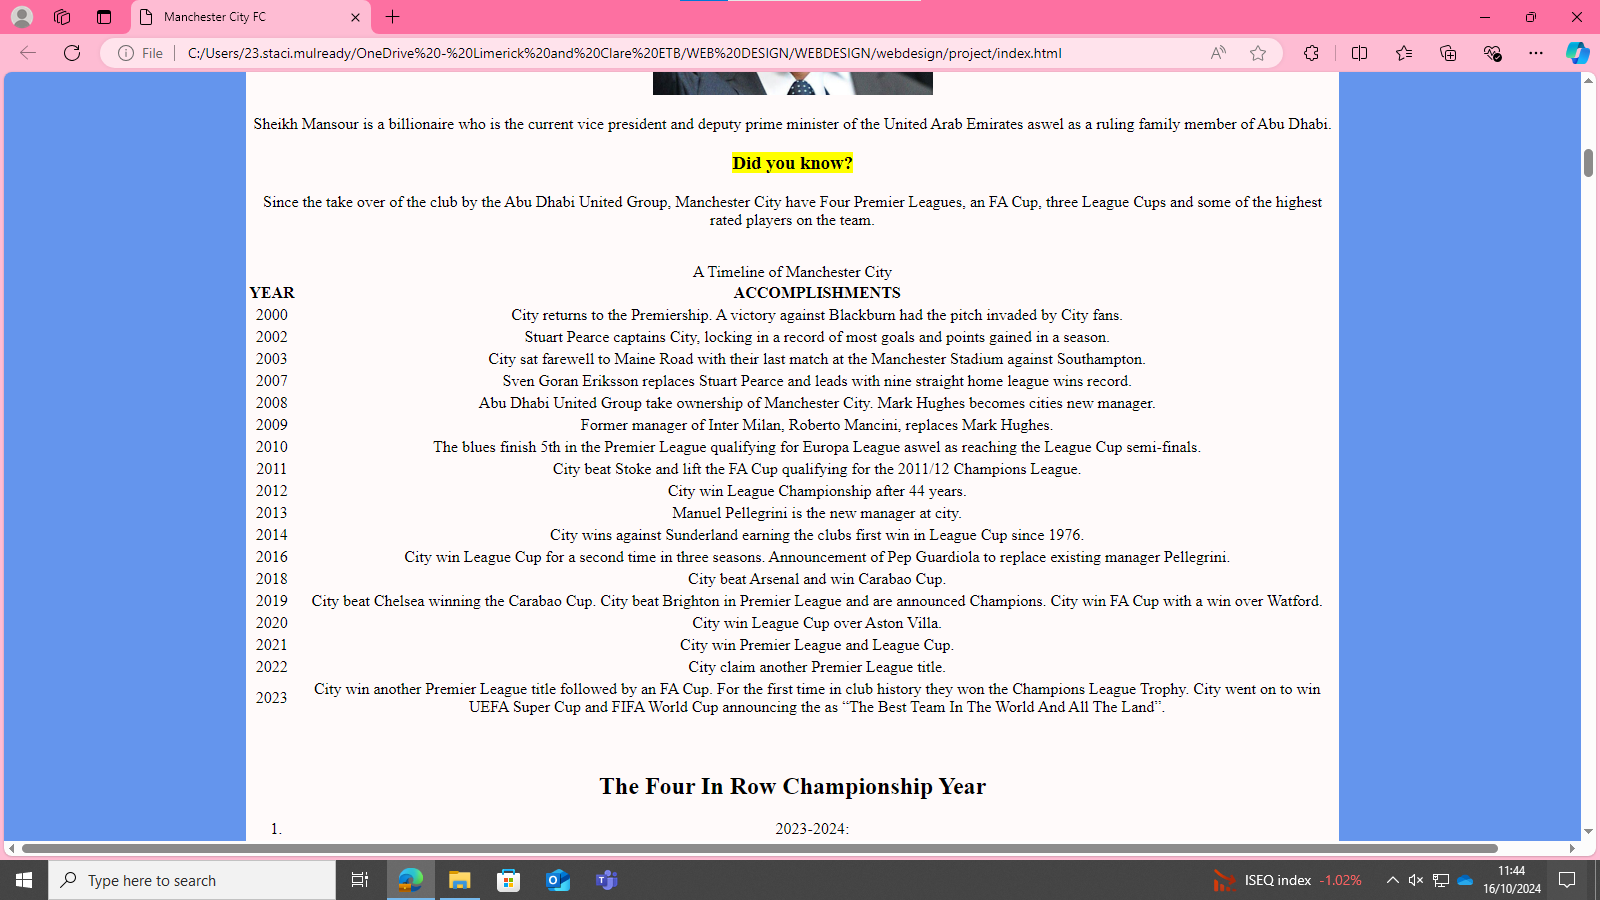 Manchester City FC
File
C:/Users/23.staci.mulready/OneDrive%20-%20Limerick%20and%20Clare%20ETB/WEB%20DESIGN/WEBDESIGN/webdesign/project/index.html
Sheikh Mansour is a billionaire who is the current vice president and deputy prime minister of the United Arab Emirates aswel as a ruling family member of Abu Dhabi.
Did you know?
Since the take over of the club by the Abu Dhabi United Group, Manchester City have Four Premier Leagues, an FA Cup, three League Cups and some of the highest
rated players on the team.
A Timeline of Manchester City
YEAR ACCOMPLISHMENTS
2000 City returns to the Premiership. A victory against Blackburn had the pitch invaded by City fans.
2002 Stuart Pearce captains City, locking in a record of most goals and points gained in a season.
2003 City sat farewell to Maine Road with their last match at the Manchester Stadium against Southampton.
2007 Sven Goran Eriksson replaces Stuart Pearce and leads with nine straight home league wins record.
2008 Abu Dhabi United Group take ownership of Manchester City. Mark Hughes becomes cities new manager.
2009 Former manager of Inter Milan, Roberto Mancini, replaces Mark Hughes.
2010 The blues finish 5th in the Premier League qualifying for Europa League aswel as reaching the League Cup semi-finals.
2011 City beat Stoke and lift the FA Cup qualifying for the 2011/12 Champions League.
2012 City win League Championship after 44 years.
2013 Manuel Pellegrini is the new manager at city.
2014 City wins against Sunderland earning the clubs first win in League Cup since 1976.
2016 City win League Cup for a second time in three seasons. Announcement of Pep Guardiola to replace existing manager Pellegrini.
2018 City beat Arsenal and win Carabao Cup.
2019 City beat Chelsea winning the Carabao Cup. City beat Brighton in Premier League and are announced Champions. City win FA Cup with a win over Watford.
2020 City win League Cup over Aston Villa.
2021 City win Premier League and League Cup.
2022 City claim another Premier League title.
2023 City win another Premier League title followed by an FA Cup. For the first time in club history they won the Champions League Trophy. City went on to win
UEFA Super Cup and FIFA World Cup announcing the as “The Best Team In The World And All The Land”.
The Four In Row Championship Year
1. 2023-2024:
Type here to search
ISEQ index -1.02%
11:44
16/10/2024